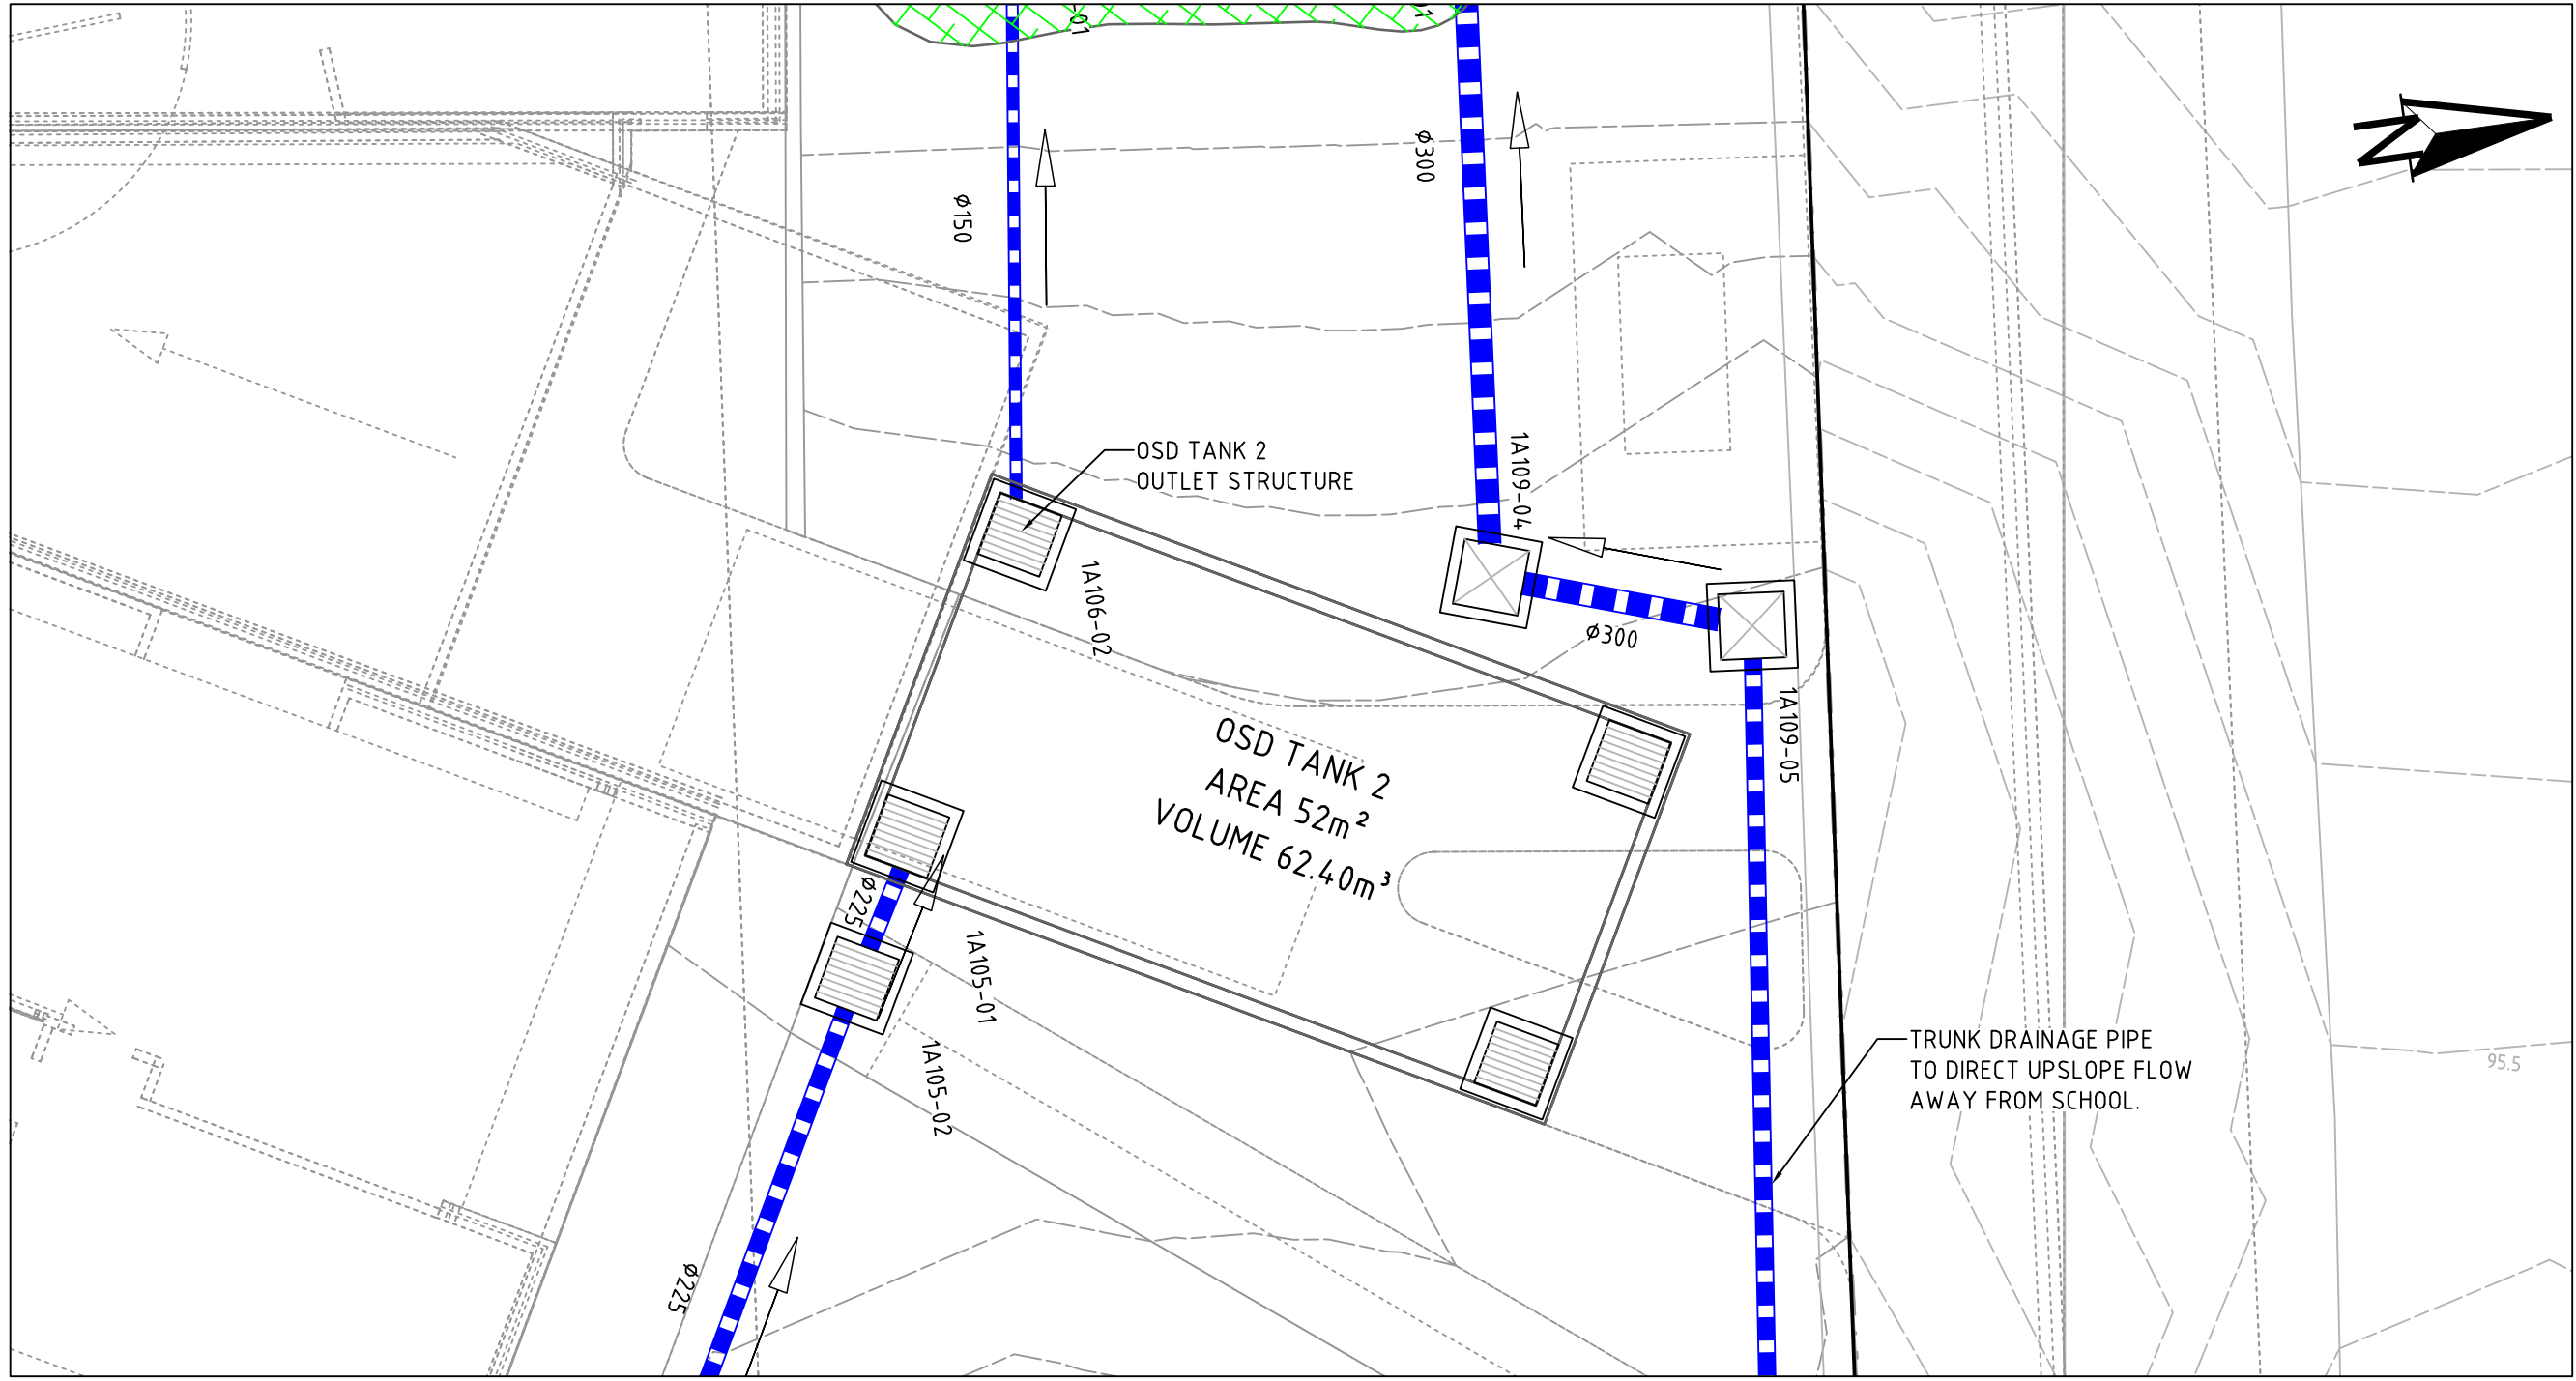 Ø150
Ø300
OSD TANK 2
OUTLET STRUCTURE
1A109-04
1A106-02
Ø300
1A109-05
OSD TANK 2
AREA 52m²
VOLUME 62.40m³
Ø225
1A105-01
1A105-02
TRUNK DRAINAGE PIPE
TO DIRECT UPSLOPE FLOW
AWAY FROM SCHOOL.
95.5
Ø225
N